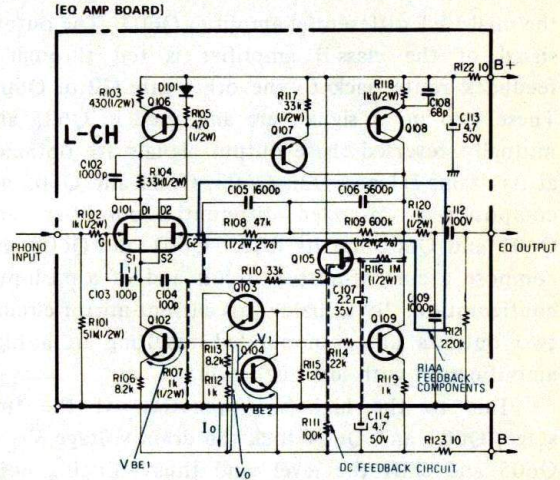 [EQ AMP BOARD]
R122 10 B+
R103
430(1/2W)
D101
Q106
R105
470
(1/2W)
R117
33k
(1/2W)
Q107
R118
1k(1/2W)
C108
68p
Q108
C113
4.7
50V
L-CH
C102
1000p
R104
33k(1/2W)
C105 1600p
C106 5600p
R102
1k(1/2W)
Q101
D1
D2
R108 47k
(1/2W,2%)
R109 600k
(1/2W,2%)
R120
1k
(1/2W)
C112
1/100V
PHONO
INPUT
G1
G2
EQ OUTPUT
S1
S2
Q105
S
R116 1M
(1/2W)
R110 33k
C103 100p
C104
100p
Q103
C107
2.2
35V
C109
1000p
R101
51k(1/2W)
Q102
V1
Q109
R121
220k
R113
8.2k
Q104
R114
22k
RIAA
FEEDBACK
COMPONENTS
R106
8.2k
R107
1k
(1/2W)
R112
1k
R115
120k
VBE2
R119
1k
Io
R111
100k
C114
4.7
50V
R123 10 B-
VBE1
Vo
DC FEEDBACK CIRCUIT